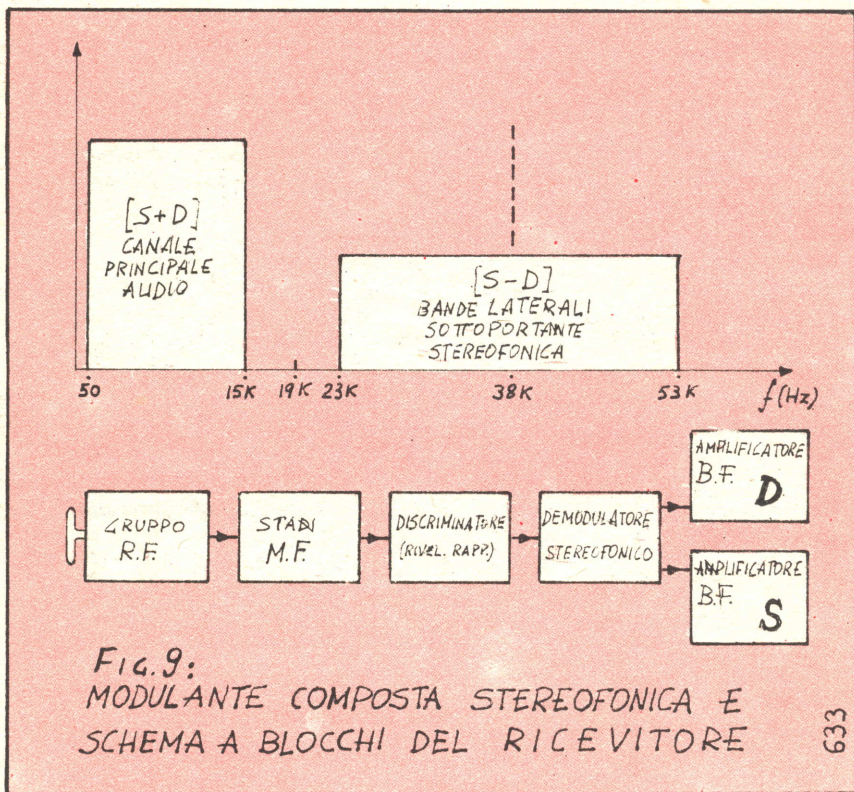 [S+D]
CANALE
PRINCIPALE
AUDIO
[S-D]
BANDE LATERALI
SOTTOPORTANTE
STEREOFONICA
50 15K 19K 23K 38K 53K f(Hz)
GRUPPO
R.F.
STADI
M.F.
DISCRIMINATORE
(RIVEL. RAPP.)
DEMODULATORE
STEREOFONICO
AMPLIFICATORE
B.F. D
AMPLIFICATORE
B.F. S
FIG.9:
MODULANTE COMPOSTA STEREOFONICA E
SCHEMA A BLOCCHI DEL RICEVITORE
633